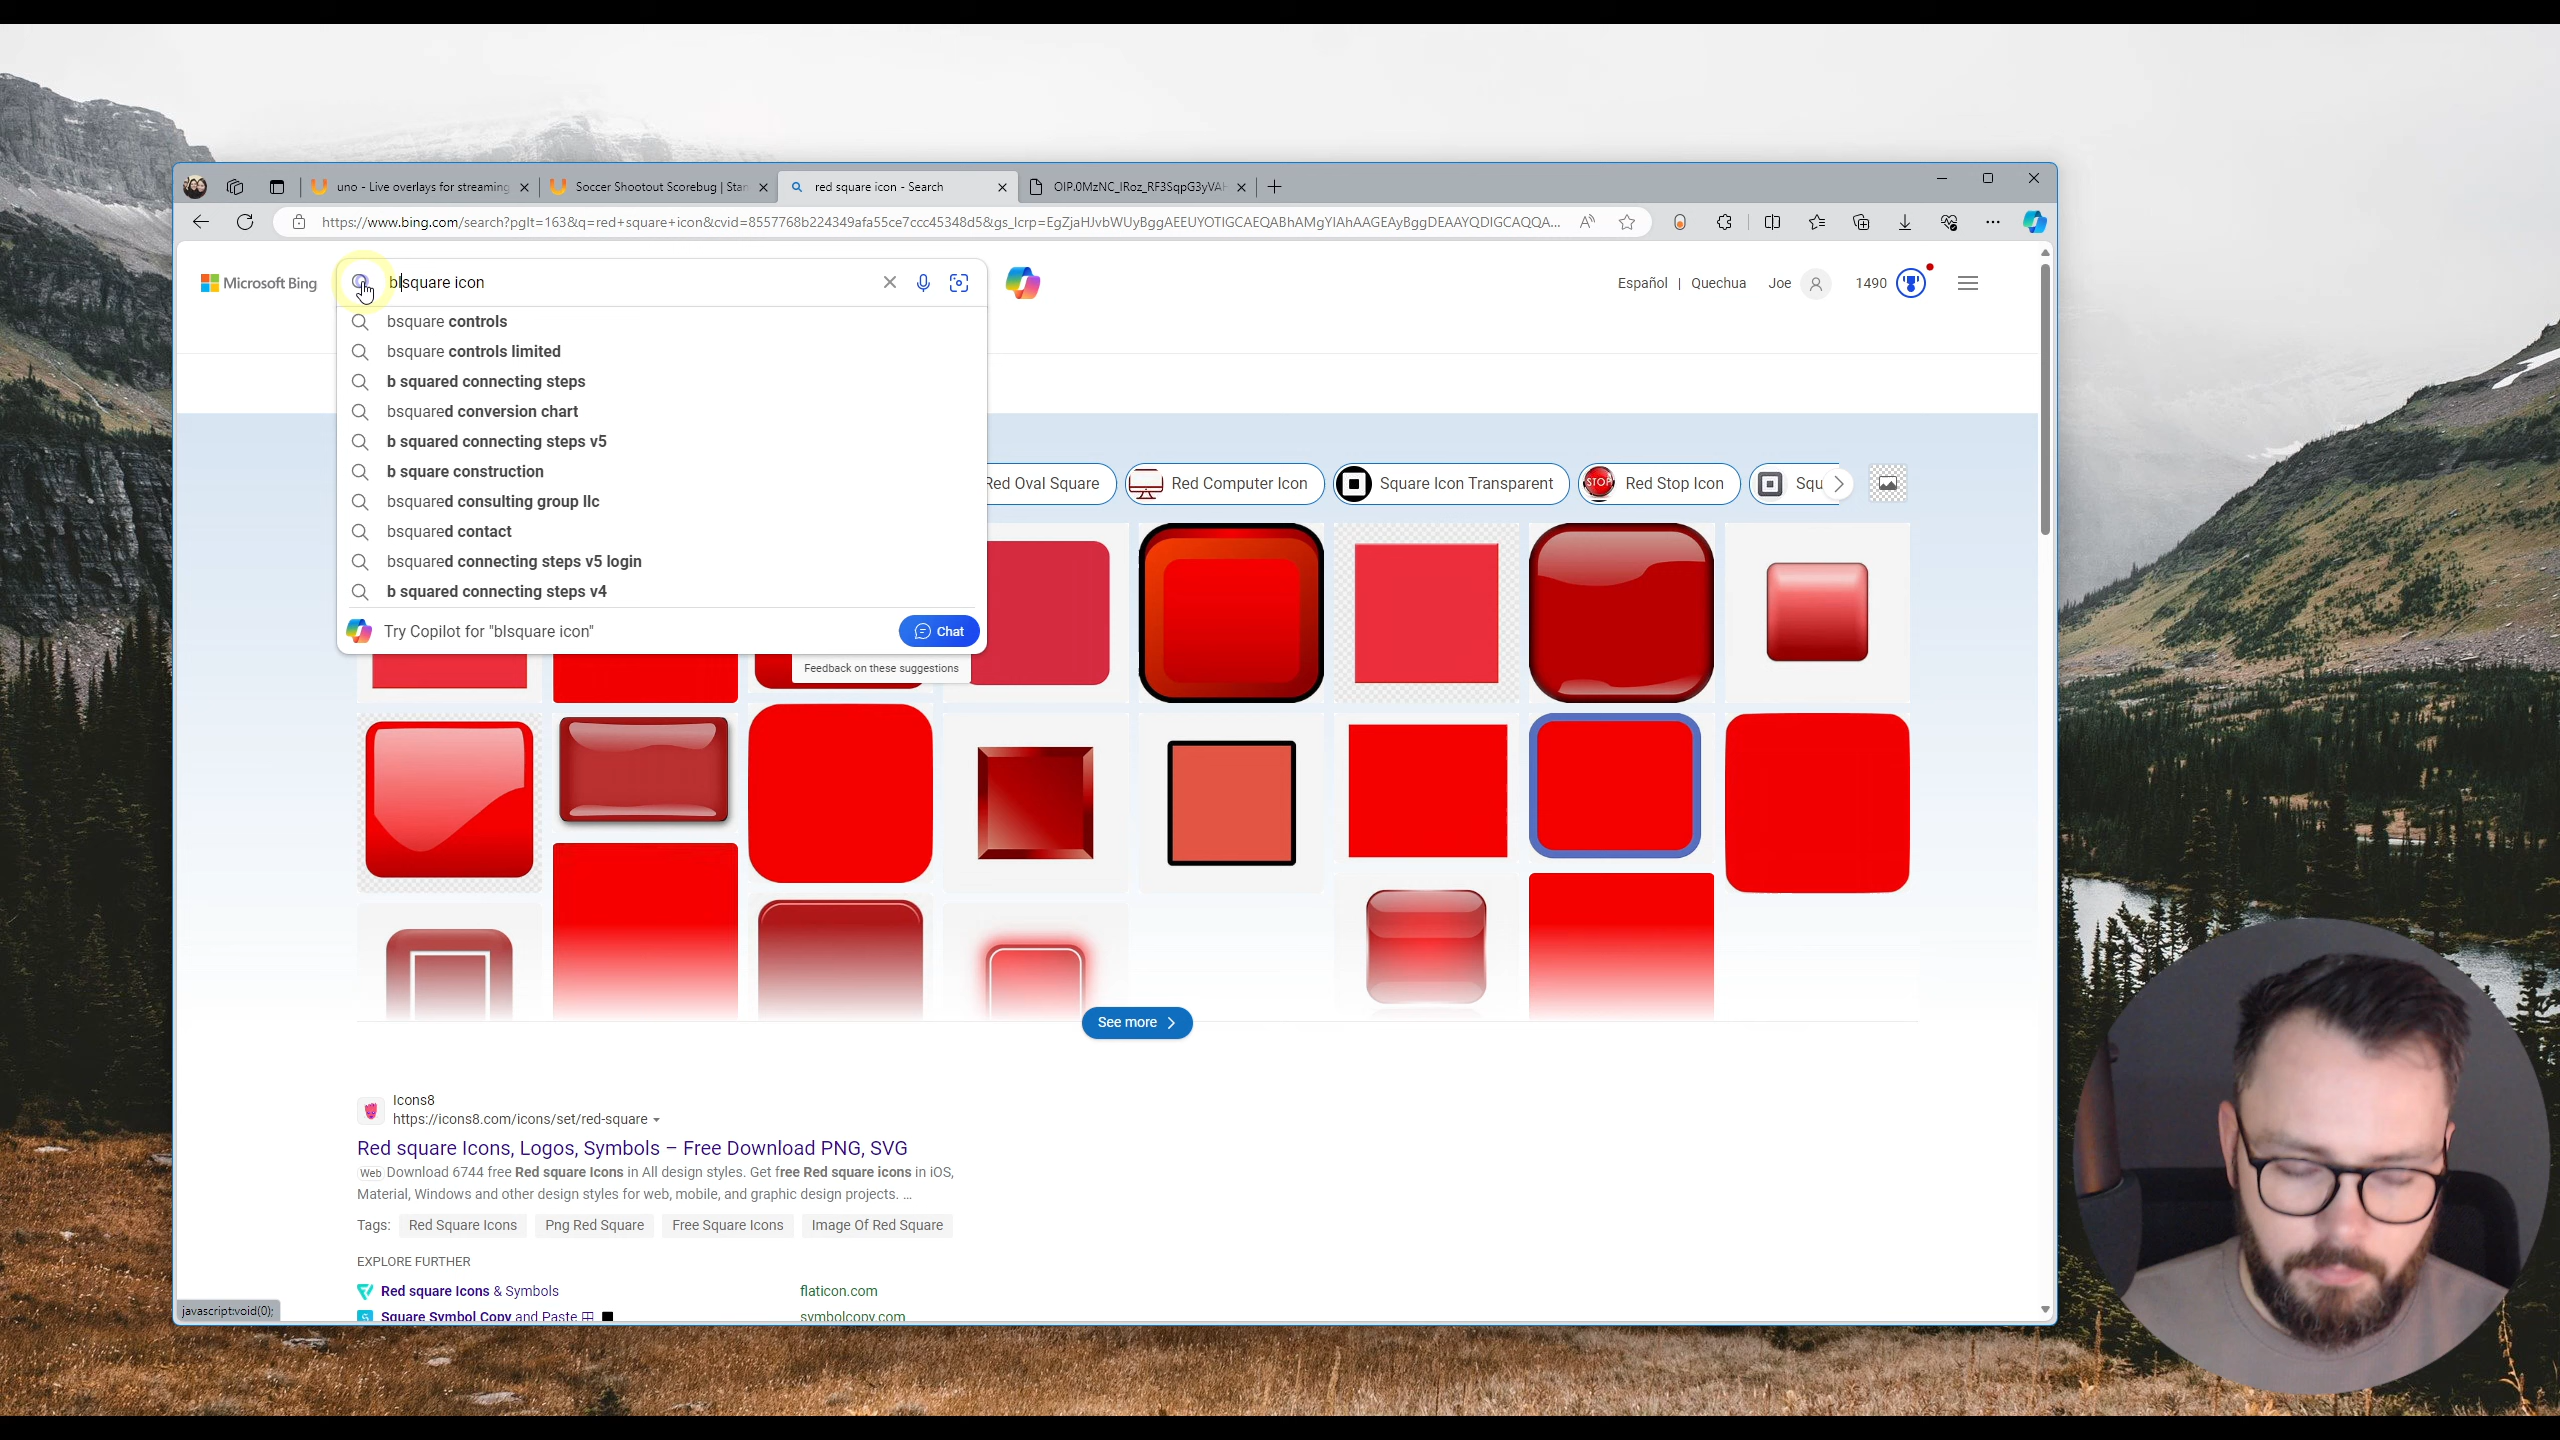 uno - Live overlays for streaming
Soccer Shootout Scorebug | Stan
red square icon - Search
OIP.0MzNC_IRoz_RF3SqpG3yVAH
https://www.bing.com/search?pglt=163&q=red+square+icon&cvid=8557768b224349afa55ce7ccc45348d5&gs_lcrp=EgZjaHJvbWUyBggAEEUYOTIGCAEQABhAMgYIAhAAGEAyBggDEAAYQDIGCAQQA...
Microsoft Bing
blsquare icon
Español | Quechua Joe 1490
bsquare controls
bsquare controls limited
b squared connecting steps
bsquared conversion chart
b squared connecting steps v5
b square construction
bsquared consulting group llc
bsquared contact
bsquared connecting steps v5 login
b squared connecting steps v4
Try Copilot for "blsquare icon"
Chat
Feedback on these suggestions
Red Oval Square
Red Computer Icon
Square Icon Transparent
STOP
Red Stop Icon
Squ
See more
Icons8
https://icons8.com/icons/set/red-square
Red square Icons, Logos, Symbols – Free Download PNG, SVG
Web Download 6744 free Red square Icons in All design styles. Get free Red square icons in iOS,
Material, Windows and other design styles for web, mobile, and graphic design projects. ...
Tags: Red Square Icons Png Red Square Free Square Icons Image Of Red Square
EXPLORE FURTHER
Red square Icons & Symbols flaticon.com
Square Symbol Copy and Paste symbolcopy.com
javascript:void(0);